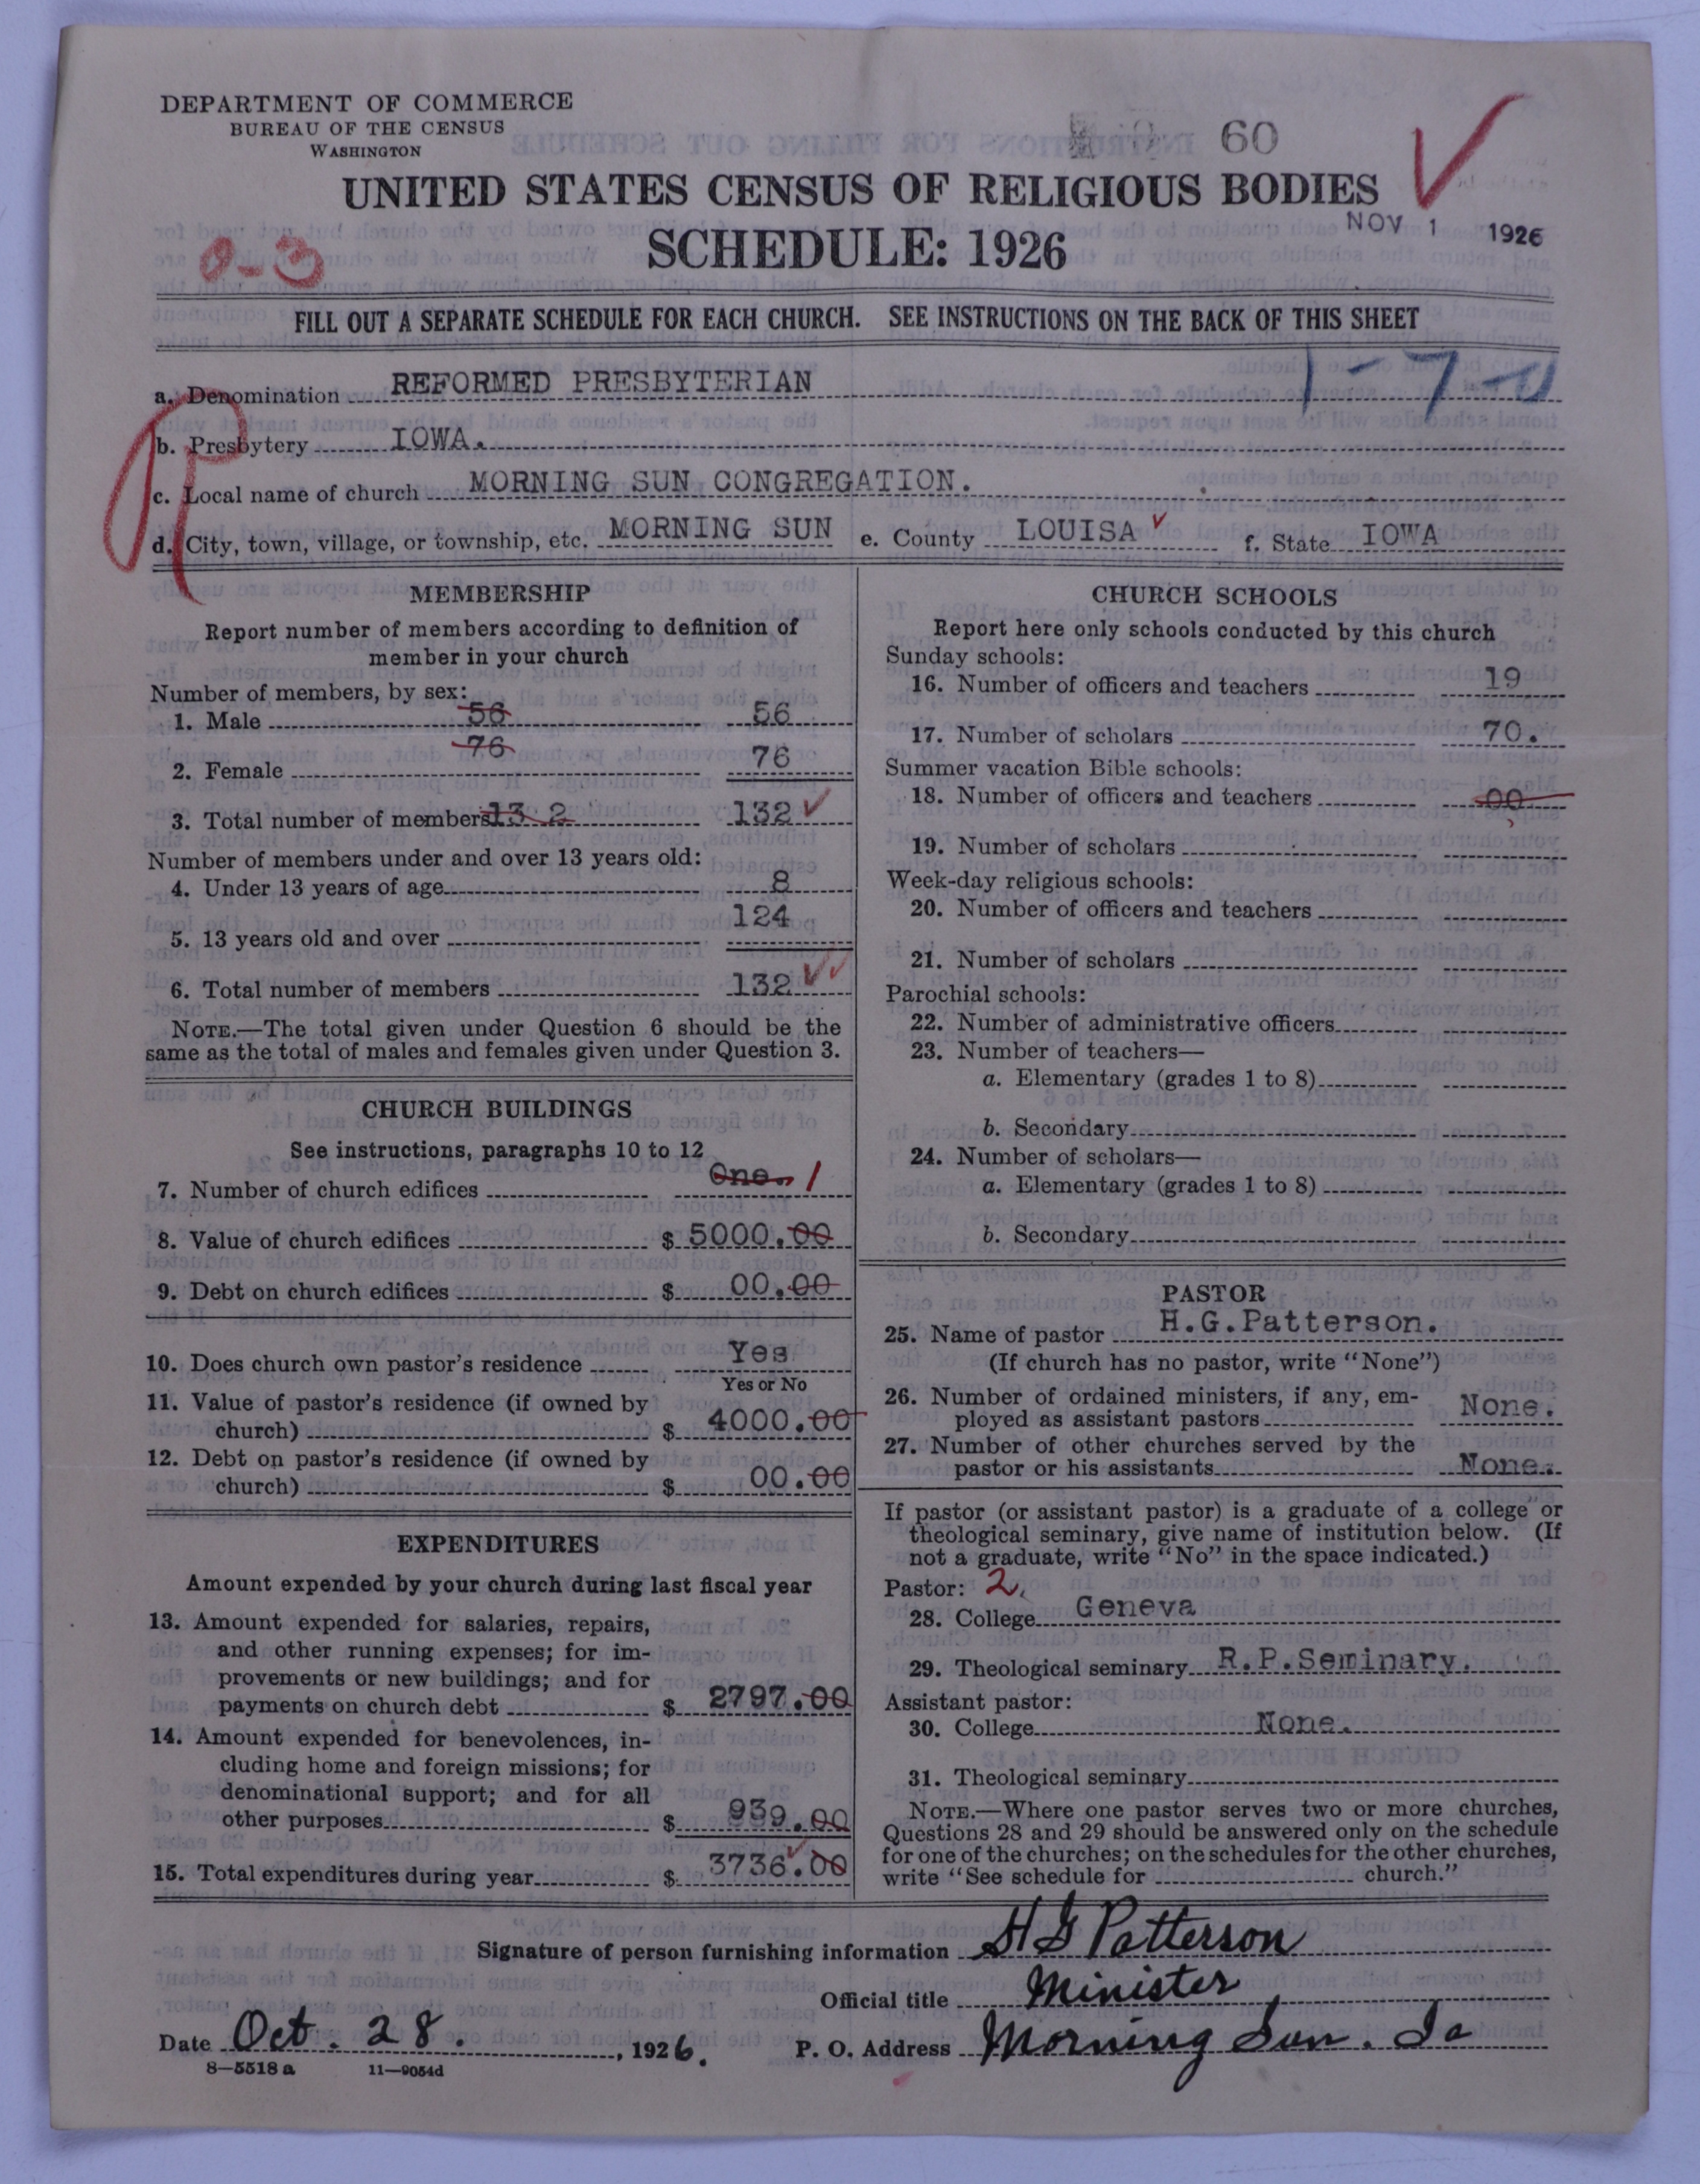 DEPARTMENT OF COMMERCE
BUREAU OF THE CENSUS
WASHINGTON
60
UNITED STATES CENSUS OF RELIGIOUS BODIES
SCHEDULE: 1926
NOV 1 1926
0-3
FILL OUT A SEPARATE SCHEDULE FOR EACH CHURCH. SEE INSTRUCTIONS ON THE BACK OF THIS SHEET
1-7-0
a. Denomination REFORMED PRESBYTERIAN
b. Presbytery IOWA.
c. Local name of church MORNING SUN CONGREGATION.
d. City, town, village, or township, etc. MORNING SUN e. County LOUISA f. State IOWA
MEMBERSHIP
Report number of members according to definition of
member in your church
Number of members, by sex:
1. Male 56 56
76
2. Female 76
3. Total number of members 13 2 132
Number of members under and over 13 years old:
4. Under 13 years of age 8
5. 13 years old and over 124
6. Total number of members 132
NOTE.—The total given under Question 6 should be the
same as the total of males and females given under Question 3.
CHURCH BUILDINGS
See instructions, paragraphs 10 to 12
7. Number of church edifices One. 1
8. Value of church edifices $ 5000.00
9. Debt on church edifices $ 00.00
10. Does church own pastor's residence Yes
Yes or No
11. Value of pastor's residence (if owned by
church) $ 4000.00
12. Debt on pastor's residence (if owned by
church) $ 00.00
EXPENDITURES
Amount expended by your church during last fiscal year
13. Amount expended for salaries, repairs,
and other running expenses; for im-
provements or new buildings; and for
payments on church debt $ 2797.00
14. Amount expended for benevolences, in-
cluding home and foreign missions; for
denominational support; and for all
other purposes $ 939.00
15. Total expenditures during year $ 3736.00
CHURCH SCHOOLS
Report here only schools conducted by this church
Sunday schools:
16. Number of officers and teachers 19
17. Number of scholars 70.
Summer vacation Bible schools:
18. Number of officers and teachers 00
19. Number of scholars
Week-day religious schools:
20. Number of officers and teachers
21. Number of scholars
Parochial schools:
22. Number of administrative officers
23. Number of teachers—
a. Elementary (grades 1 to 8)
b. Secondary
24. Number of scholars—
a. Elementary (grades 1 to 8)
b. Secondary
PASTOR
25. Name of pastor H.G.Patterson.
(If church has no pastor, write "None")
26. Number of ordained ministers, if any, em-
ployed as assistant pastors None.
27. Number of other churches served by the
pastor or his assistants None.
If pastor (or assistant pastor) is a graduate of a college or
theological seminary, give name of institution below. (If
not a graduate, write "No" in the space indicated.)
Pastor: 2
28. College Geneva
29. Theological seminary R.P.Seminary.
Assistant pastor:
30. College None.
31. Theological seminary
NOTE.—Where one pastor serves two or more churches,
Questions 28 and 29 should be answered only on the schedule
for one of the churches; on the schedules for the other churches,
write "See schedule for church."
Signature of person furnishing information H G Patterson
Official title Minister
Date Oct. 28., 1926. P. O. Address Morning Sun. Ia
8—5518 a 11—9054d